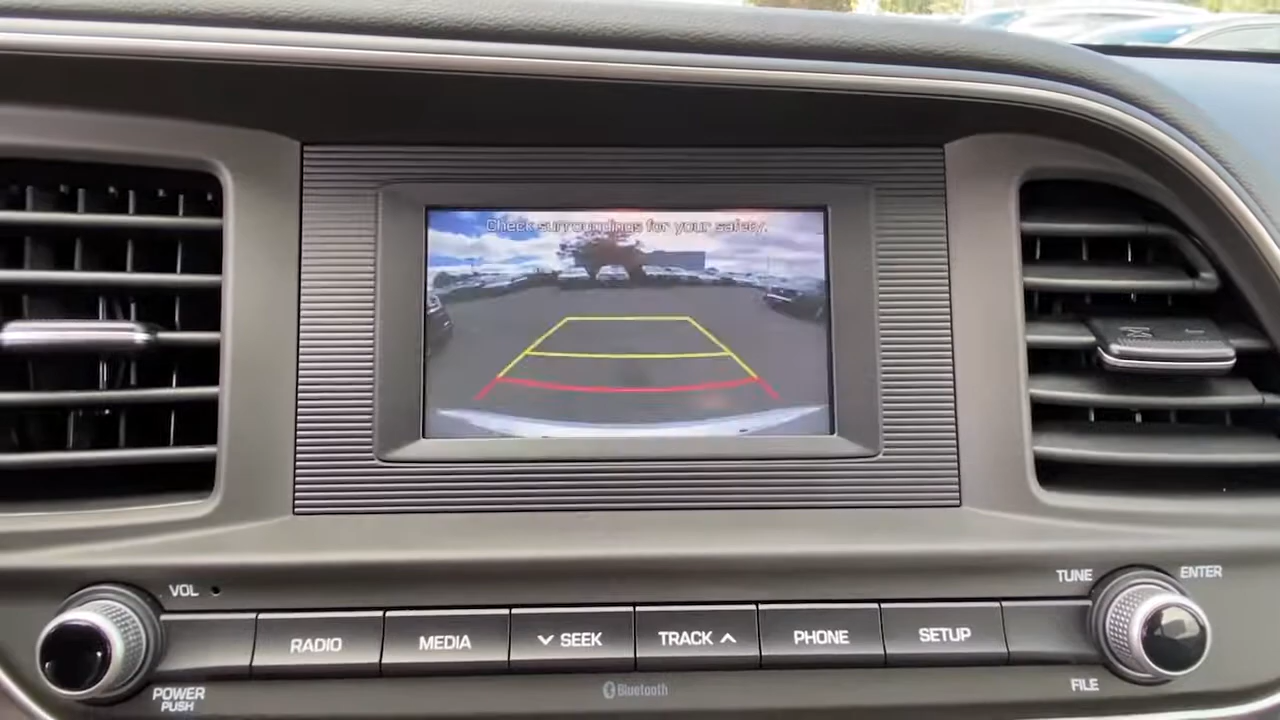 Check surroundings for your safety.
VOL
TUNE
ENTER
RADIO
MEDIA
SEEK
TRACK
PHONE
SETUP
POWER
PUSH
FILE
Bluetooth